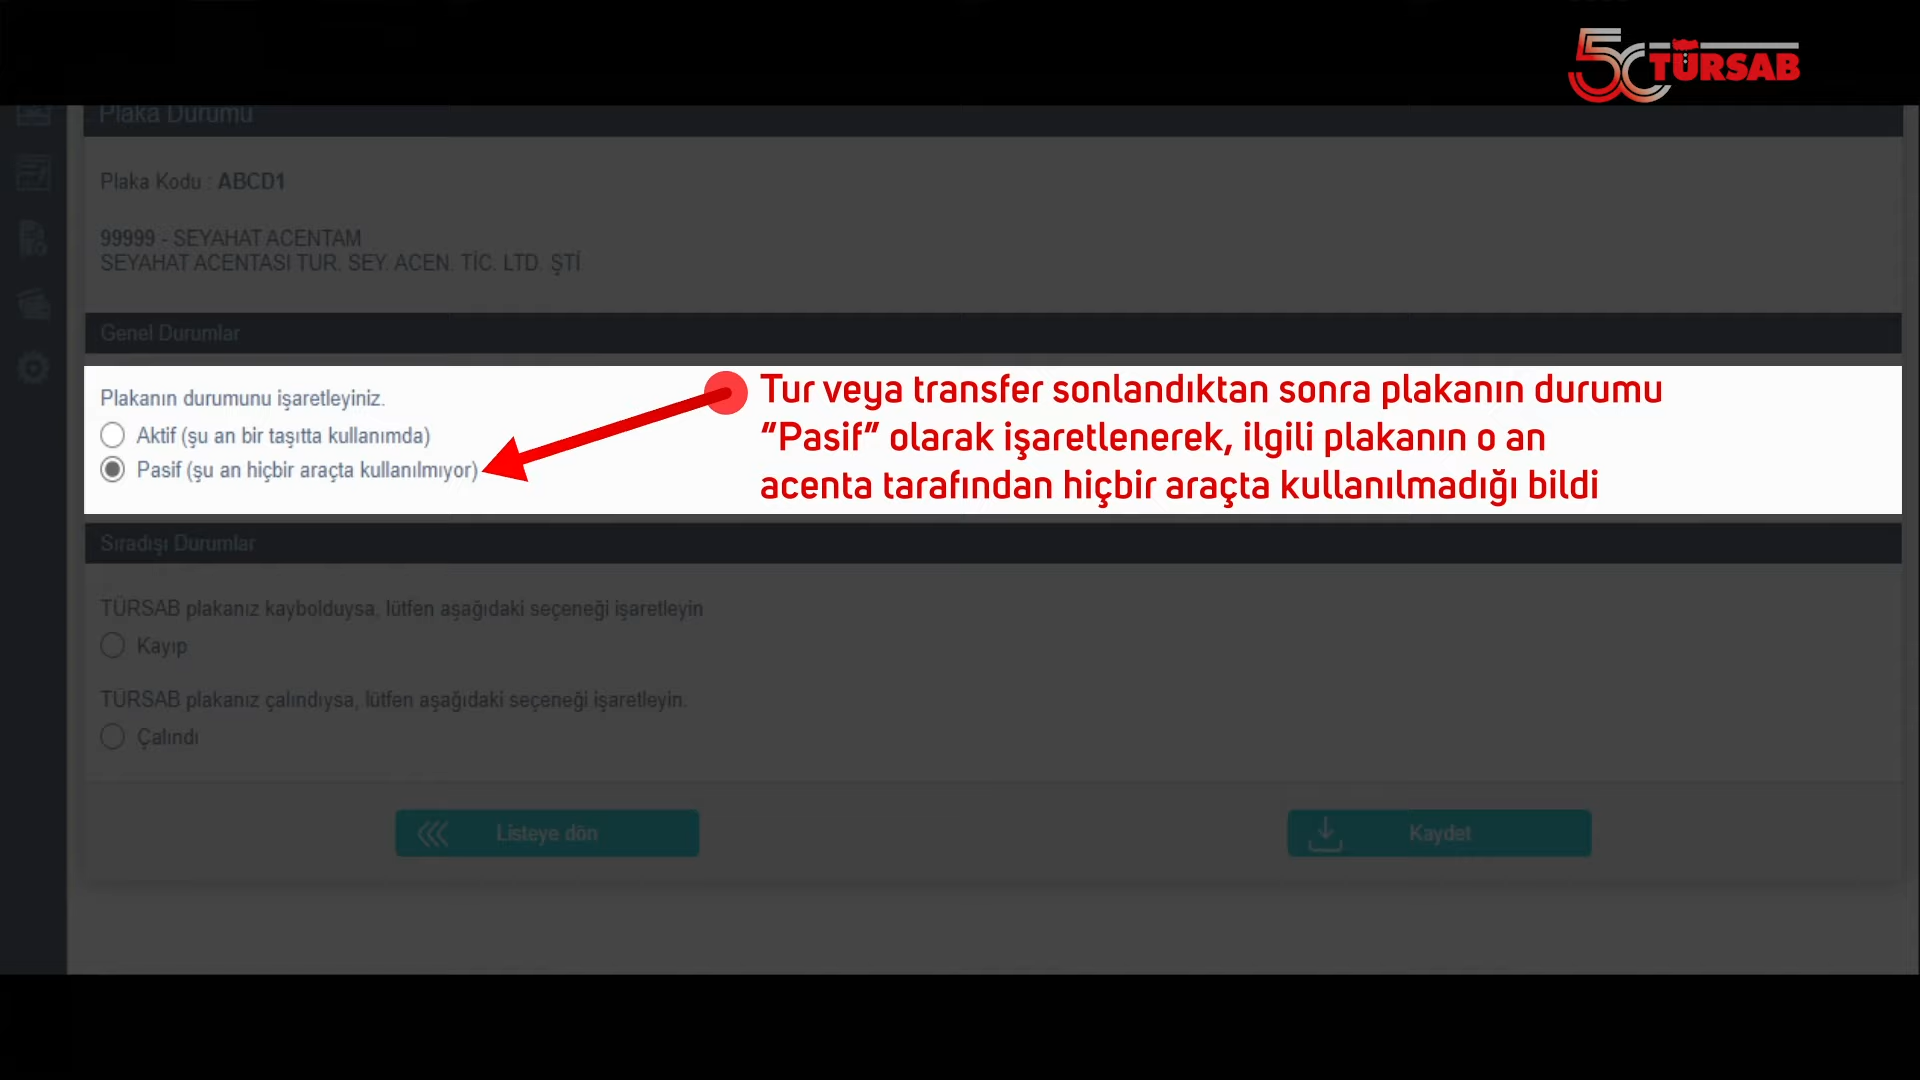 50 TÜRSAB
Plaka Durumu
Plaka Kodu : ABCD1
99999 - SEYAHAT ACENTAM
SEYAHAT ACENTASI TUR. SEY. ACEN. TİC. LTD. ŞTİ
Genel Durumlar
Plakanın durumunu işaretleyiniz.
Aktif (şu an bir taşıtta kullanımda)
Pasif (şu an hiçbir araçta kullanılmıyor)
Tur veya transfer sonlandıktan sonra plakanın durumu
“Pasif” olarak işaretlenerek, ilgili plakanın o an
acenta tarafından hiçbir araçta kullanılmadığı bildi
Sıradışı Durumlar
TÜRSAB plakanız kaybolduysa, lütfen aşağıdaki seçeneği işaretleyin
Kayıp
TÜRSAB plakanız çalındıysa, lütfen aşağıdaki seçeneği işaretleyin.
Çalındı
Listeye dön
Kaydet